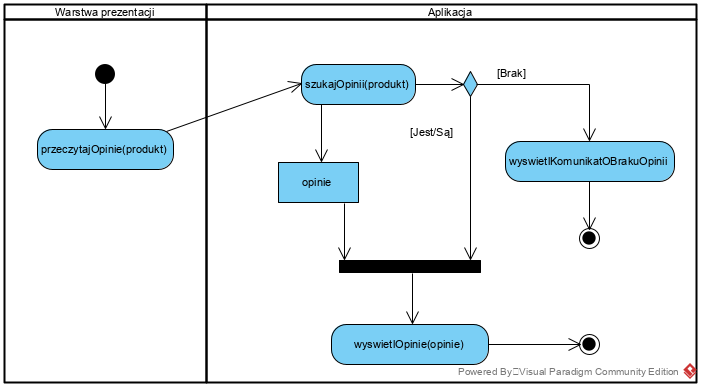 Warstwa prezentacji
Aplikacja
szukajOpinii(produkt)
[Brak]
[Jest/Są]
przeczytajOpinie(produkt)
wyswietlKomunikatOBrakuOpinii
opinie
wyswietlOpinie(opinie)
Powered By Visual Paradigm Community Edition